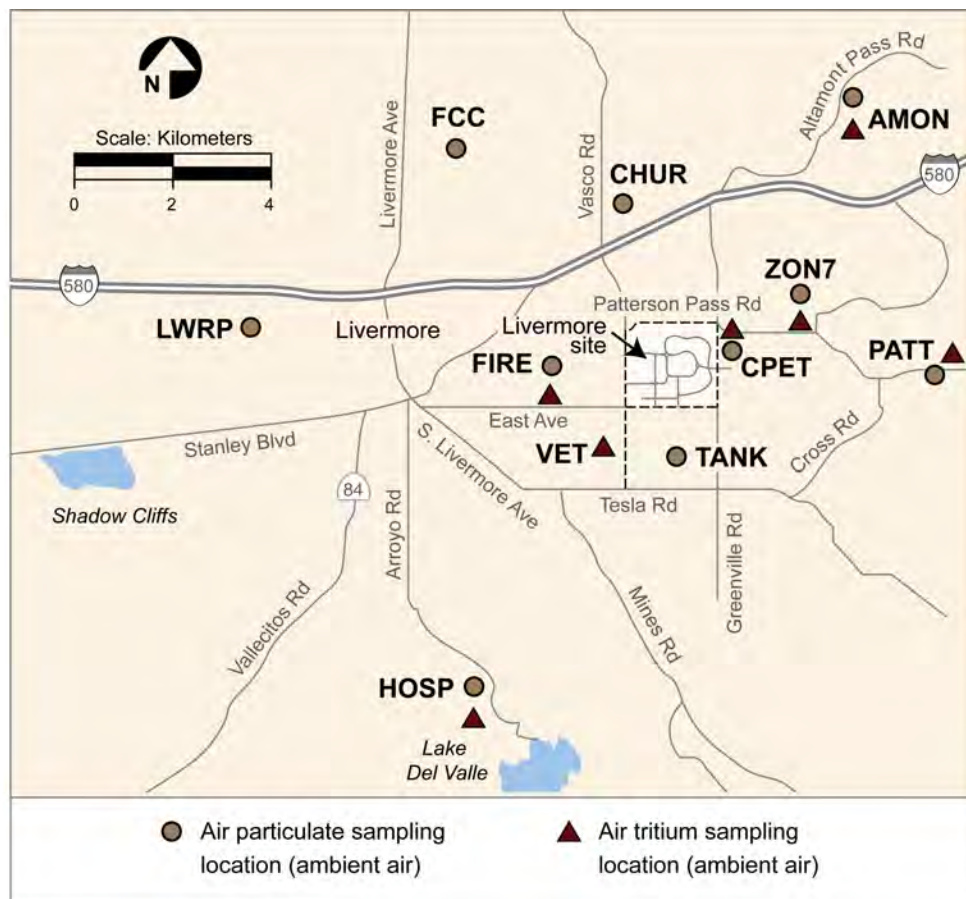 N
Scale: Kilometers
0 2 4
Livermore Ave
FCC
Vasco Rd
CHUR
Altamont Pass Rd
AMON
580
580
ZON7
Patterson Pass Rd
LWRP
Livermore
Livermore
site
FIRE
CPET
PATT
East Ave
Stanley Blvd
S. Livermore Ave
VET
TANK
Cross Rd
84
Shadow Cliffs
Arroyo Rd
Tesla Rd
Vallecitos Rd
Mines Rd
Greenville Rd
HOSP
Lake
Del Valle
Air particulate sampling
location (ambient air)
Air tritium sampling
location (ambient air)